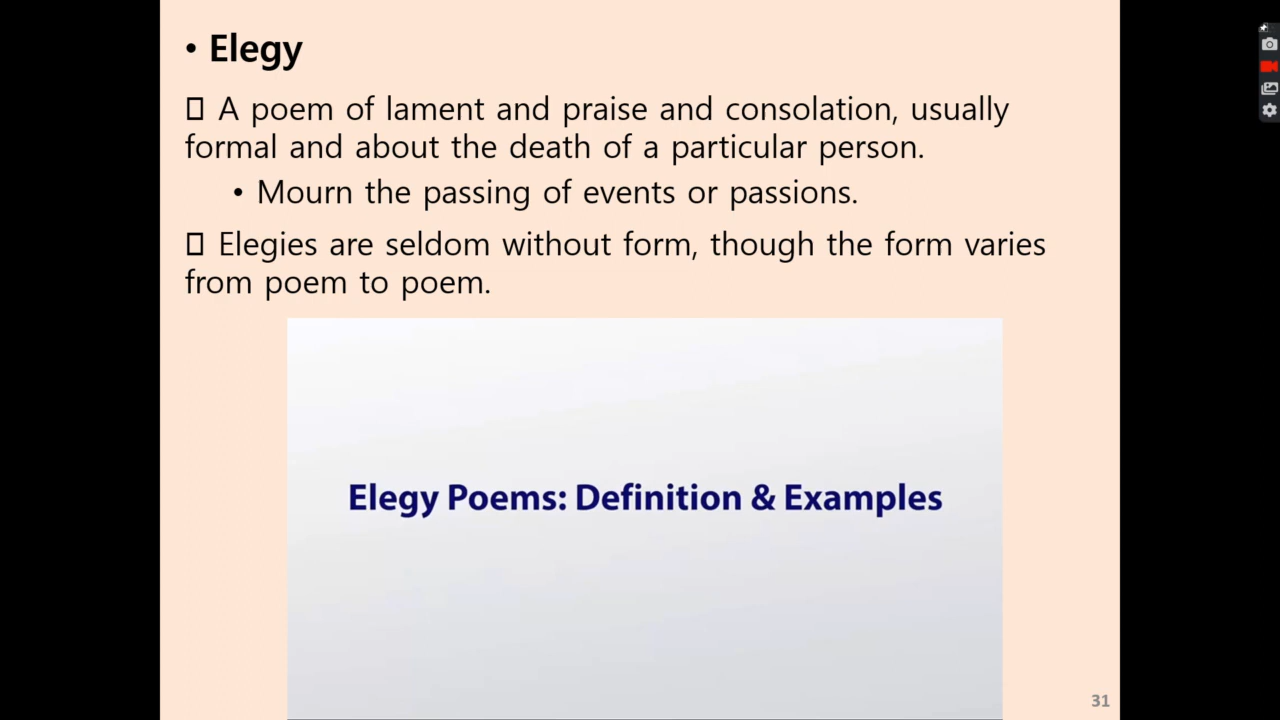 • Elegy
▯ A poem of lament and praise and consolation, usually
formal and about the death of a particular person.
• Mourn the passing of events or passions.
▯ Elegies are seldom without form, though the form varies
from poem to poem.
Elegy Poems: Definition & Examples
31